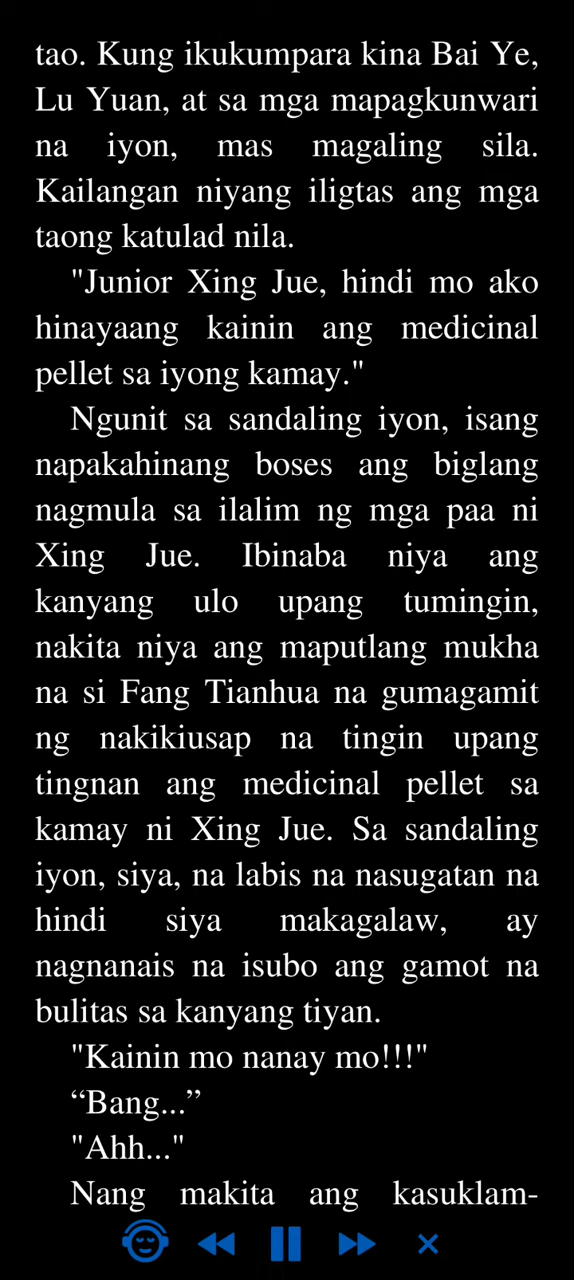 tao. Kung ikukumpara kina Bai Ye,
Lu Yuan, at sa mga mapagkunwari
na iyon, mas magaling sila.
Kailangan niyang iligtas ang mga
taong katulad nila.
"Junior Xing Jue, hindi mo ako
hinayaang kainin ang medicinal
pellet sa iyong kamay."
Ngunit sa sandaling iyon, isang
napakahinang boses ang biglang
nagmula sa ilalim ng mga paa ni
Xing Jue. Ibinaba niya ang
kanyang ulo upang tumingin,
nakita niya ang maputlang mukha
na si Fang Tianhua na gumagamit
ng nakikiusap na tingin upang
tingnan ang medicinal pellet sa
kamay ni Xing Jue. Sa sandaling
iyon, siya, na labis na nasugatan na
hindi siya makagalaw, ay
nagnanais na isubo ang gamot na
bulitas sa kanyang tiyan.
"Kainin mo nanay mo!!!"
“Bang...”
"Ahh..."
Nang makita ang kasuklam-